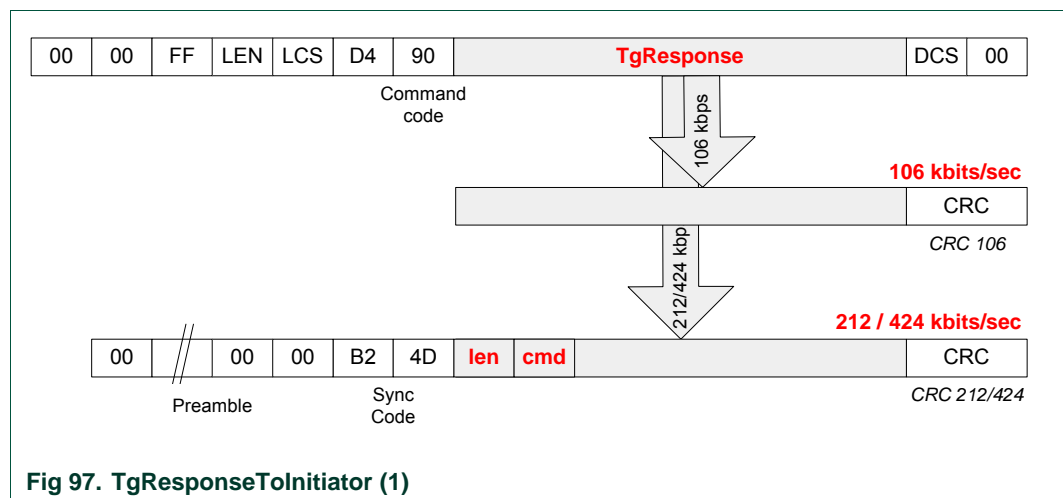 00 00 FF LEN LCS D4 90 TgResponse DCS 00
Command
code
106 kbps
106 kbits/sec
CRC
CRC 106
212/424 kbp
212 / 424 kbits/sec
00 00 00 B2 4D len cmd CRC
Preamble
Sync
Code
CRC 212/424
Fig 97. TgResponseToInitiator (1)